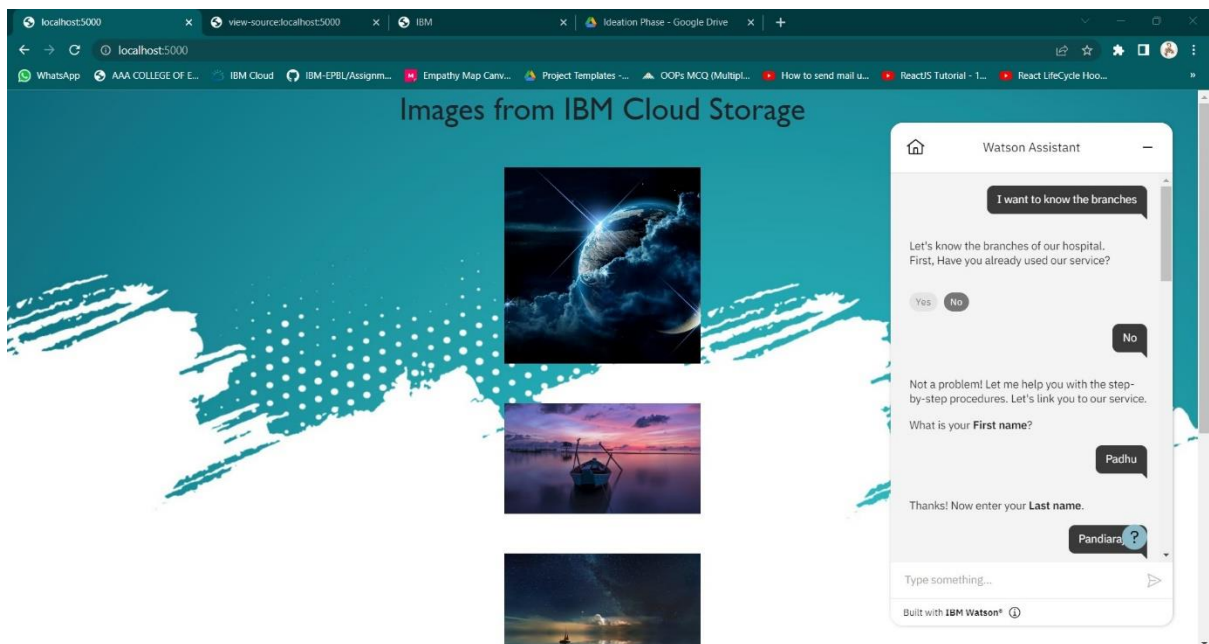 localhost:5000
view-source:localhost:5000
IBM
Ideation Phase - Google Drive
localhost:5000
WhatsApp
AAA COLLEGE OF E...
IBM Cloud
IBM-EPBL/Assignm...
Empathy Map Canv...
Project Templates -...
OOPs MCQ (Multipl...
How to send mail u...
ReactJS Tutorial - 1...
React LifeCycle Hoo...
»
Images from IBM Cloud Storage
Watson Assistant
I want to know the branches
Let's know the branches of our hospital.
First, Have you already used our service?
Yes No
No
Not a problem! Let me help you with the step-
by-step procedures. Let's link you to our service.
What is your First name?
Padhu
Thanks! Now enter your Last name.
?
Type something...
Built with IBM Watson®